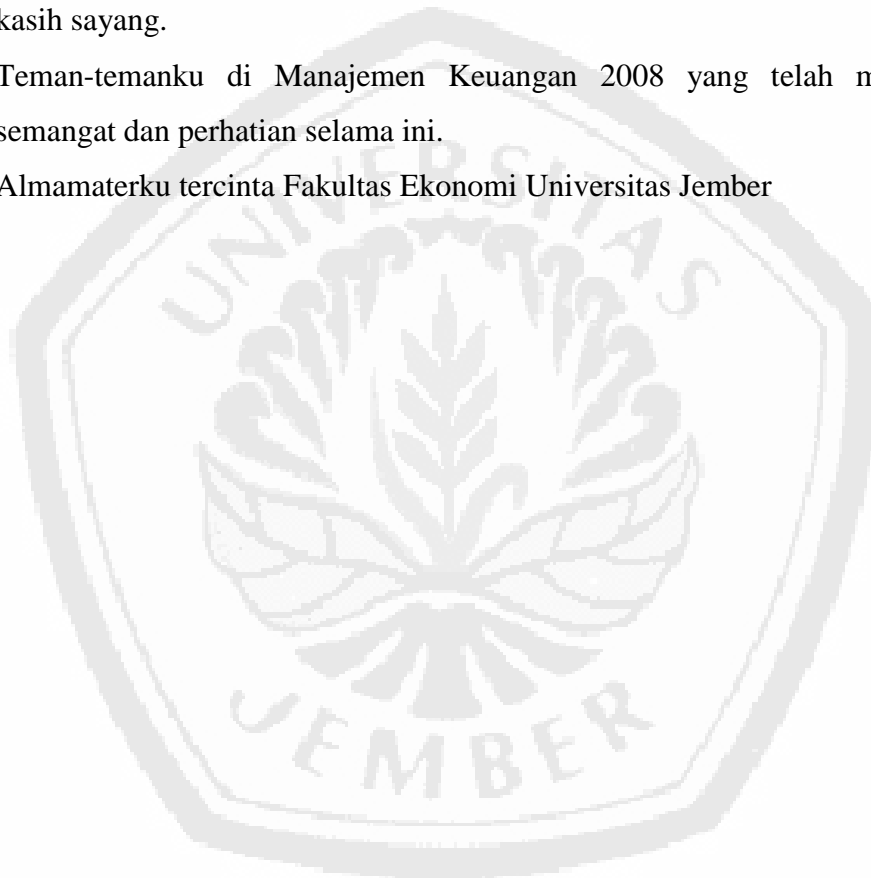 kasih sayang.
Teman-temanku di Manajemen Keuangan 2008 yang telah
semangat dan perhatian selama ini.
Almamaterku tercinta Fakultas Ekonomi Universitas Jember
UNIVERSITAS
JEMBER